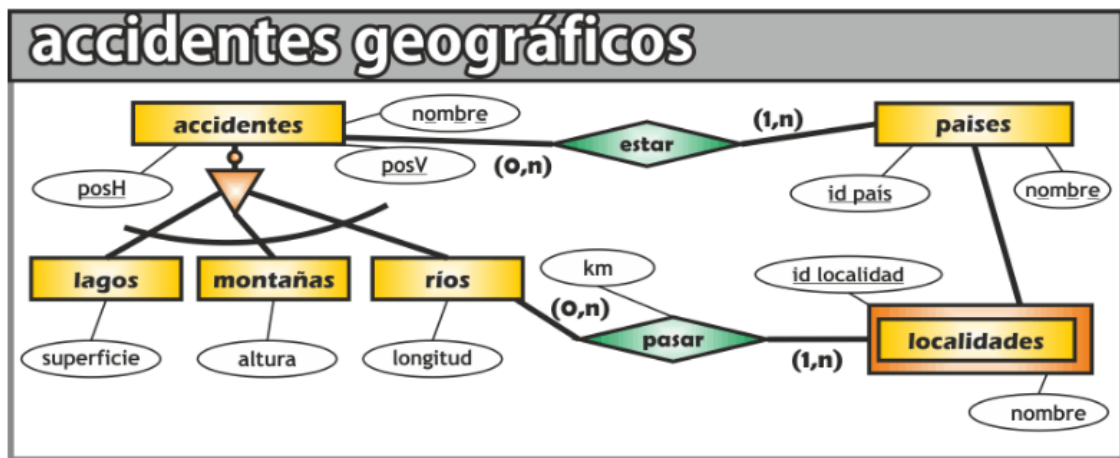 accidentes geográficos
accidentes
nombre
(0,n)
estar
(1,n)
paises
posH
posV
id país
nombre
lagos
montañas
ríos
km
id localidad
(0,n)
pasar
(1,n)
localidades
superficie
altura
longitud
nombre